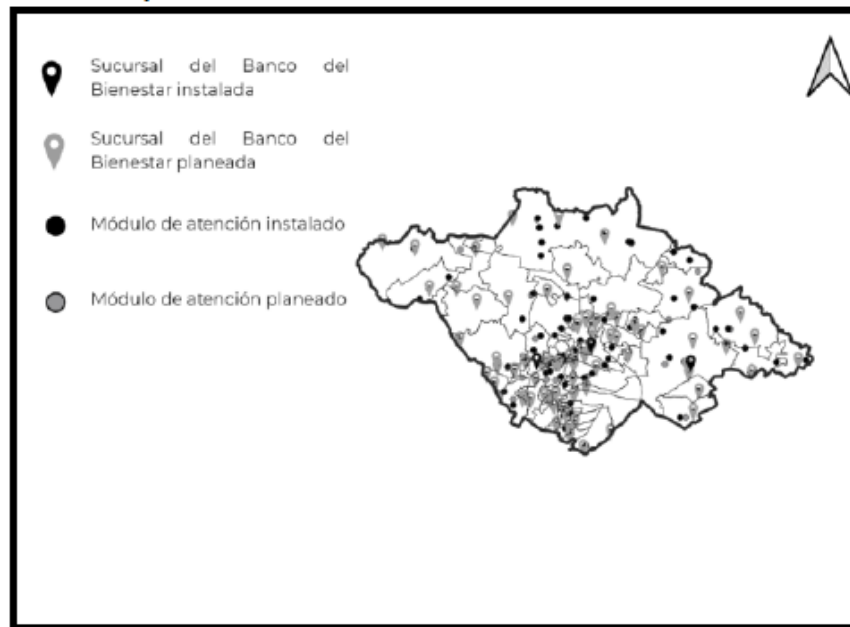 Sucursal del Banco del
Bienestar instalada
Sucursal del Banco del
Bienestar planeada
Módulo de atención instalado
Módulo de atención planeado